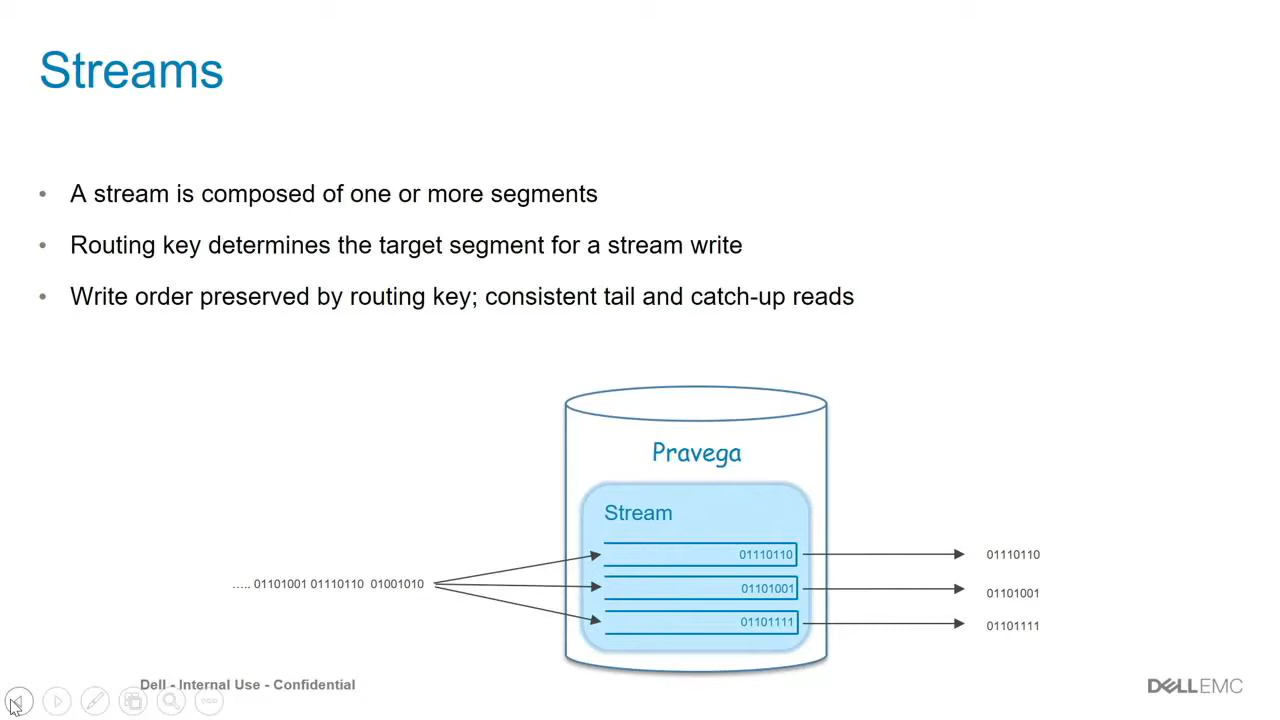 Streams
• A stream is composed of one or more segments
• Routing key determines the target segment for a stream write
• Write order preserved by routing key; consistent tail and catch-up reads
Pravega
Stream
01110110
01101001
01101111
..... 01101001 01110110 01001010
01110110
01101001
01101111
Dell - Internal Use - Confidential
DELLEMC